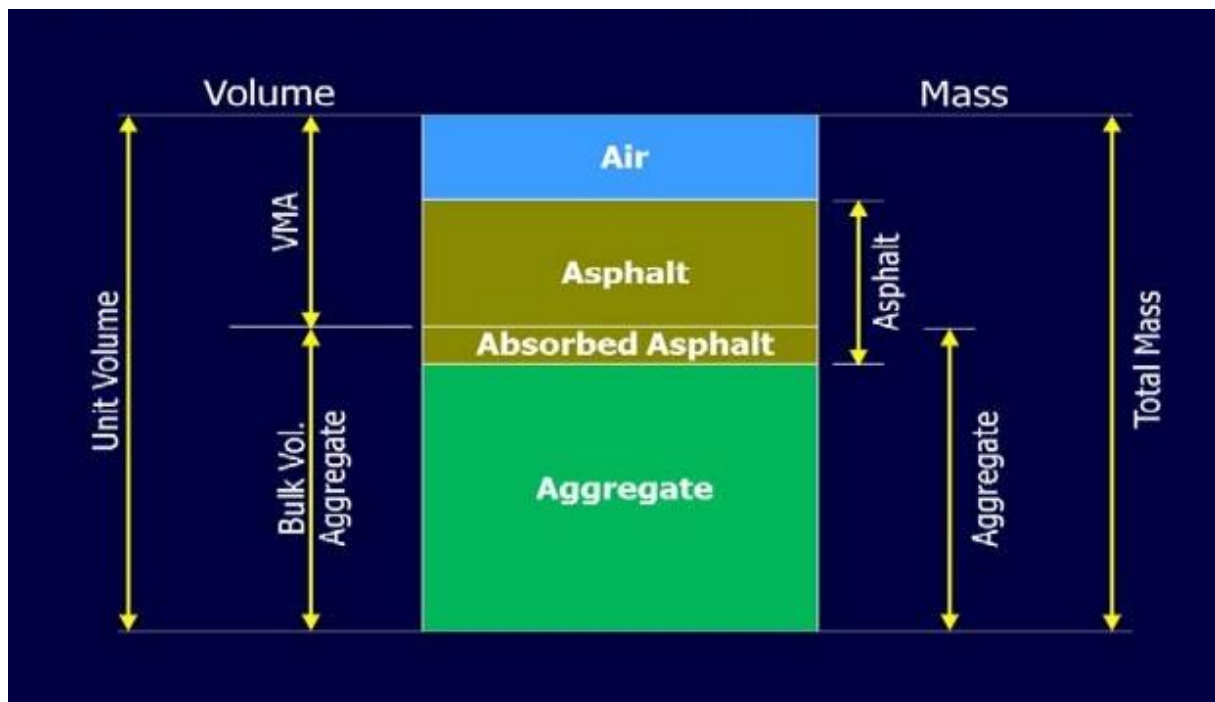 Volume
Mass
Air
VMA
Asphalt
Asphalt
Unit Volume
Absorbed Asphalt
Total Mass
Bulk Vol.
Aggregate
Aggregate
Aggregate